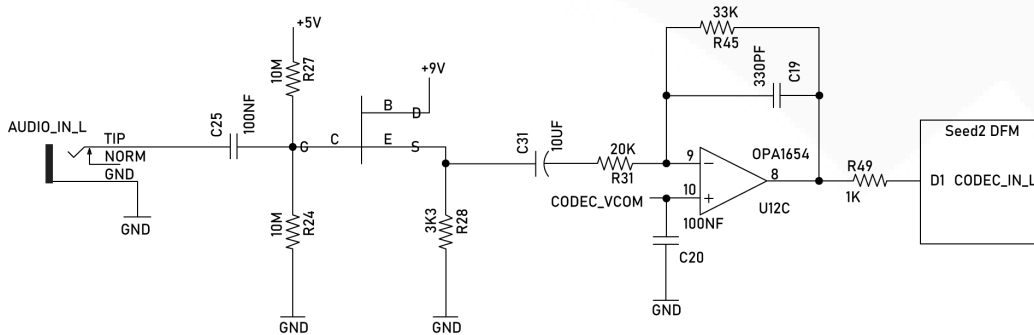 AUDIO_IN_L
TIP
NORM
GND
GND
C25
100NF
+5V
10M
R27
G
C
10M
R24
GND
+9V
B
D
E
S
3K3
R28
GND
C31
10UF
20K
R31
33K
R45
330PF
C19
9
OPA1654
8
10
U12C
CODEC_VCOM
100NF
C20
GND
R49
1K
Seed2 DFM
D1 CODEC_IN_L